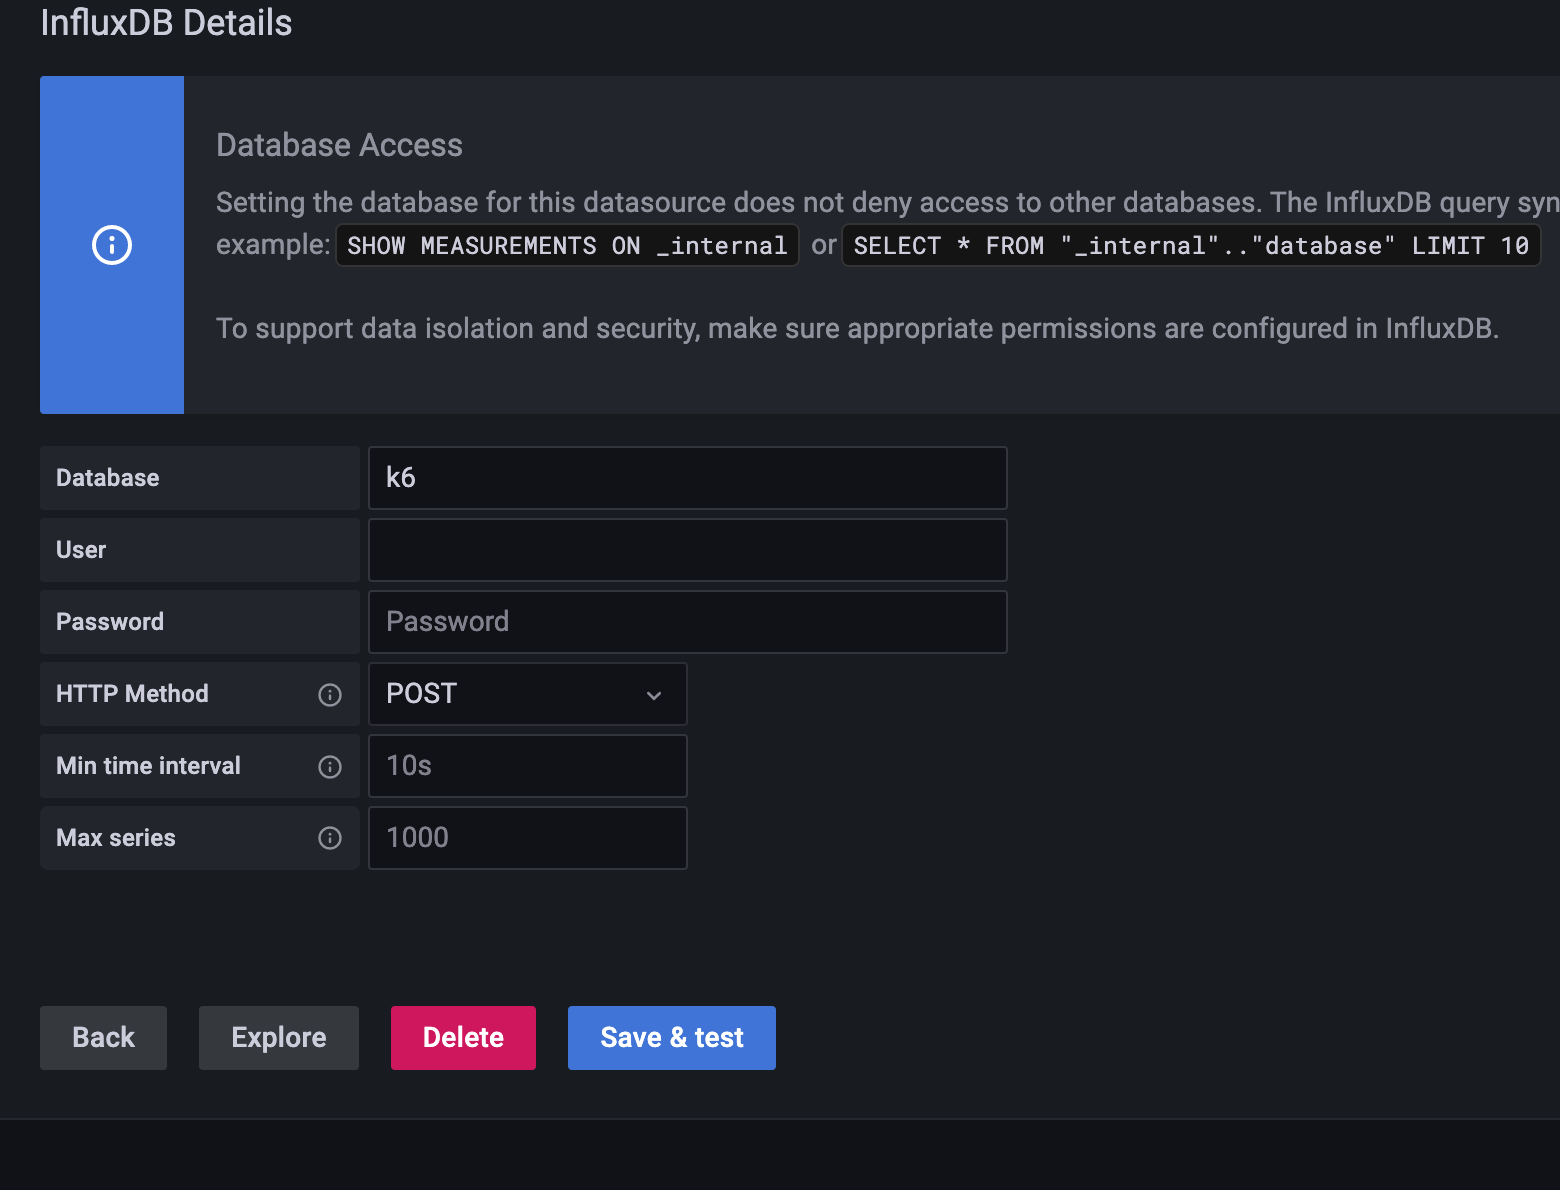 InfluxDB Details
Database Access
Setting the database for this datasource does not deny access to other databases. The InfluxDB query syn
example: SHOW MEASUREMENTS ON _internal or SELECT * FROM "_internal".."database" LIMIT 10
To support data isolation and security, make sure appropriate permissions are configured in InfluxDB.
Database k6
User
Password Password
HTTP Method POST
Min time interval 10s
Max series 1000
Back Explore Delete Save & test